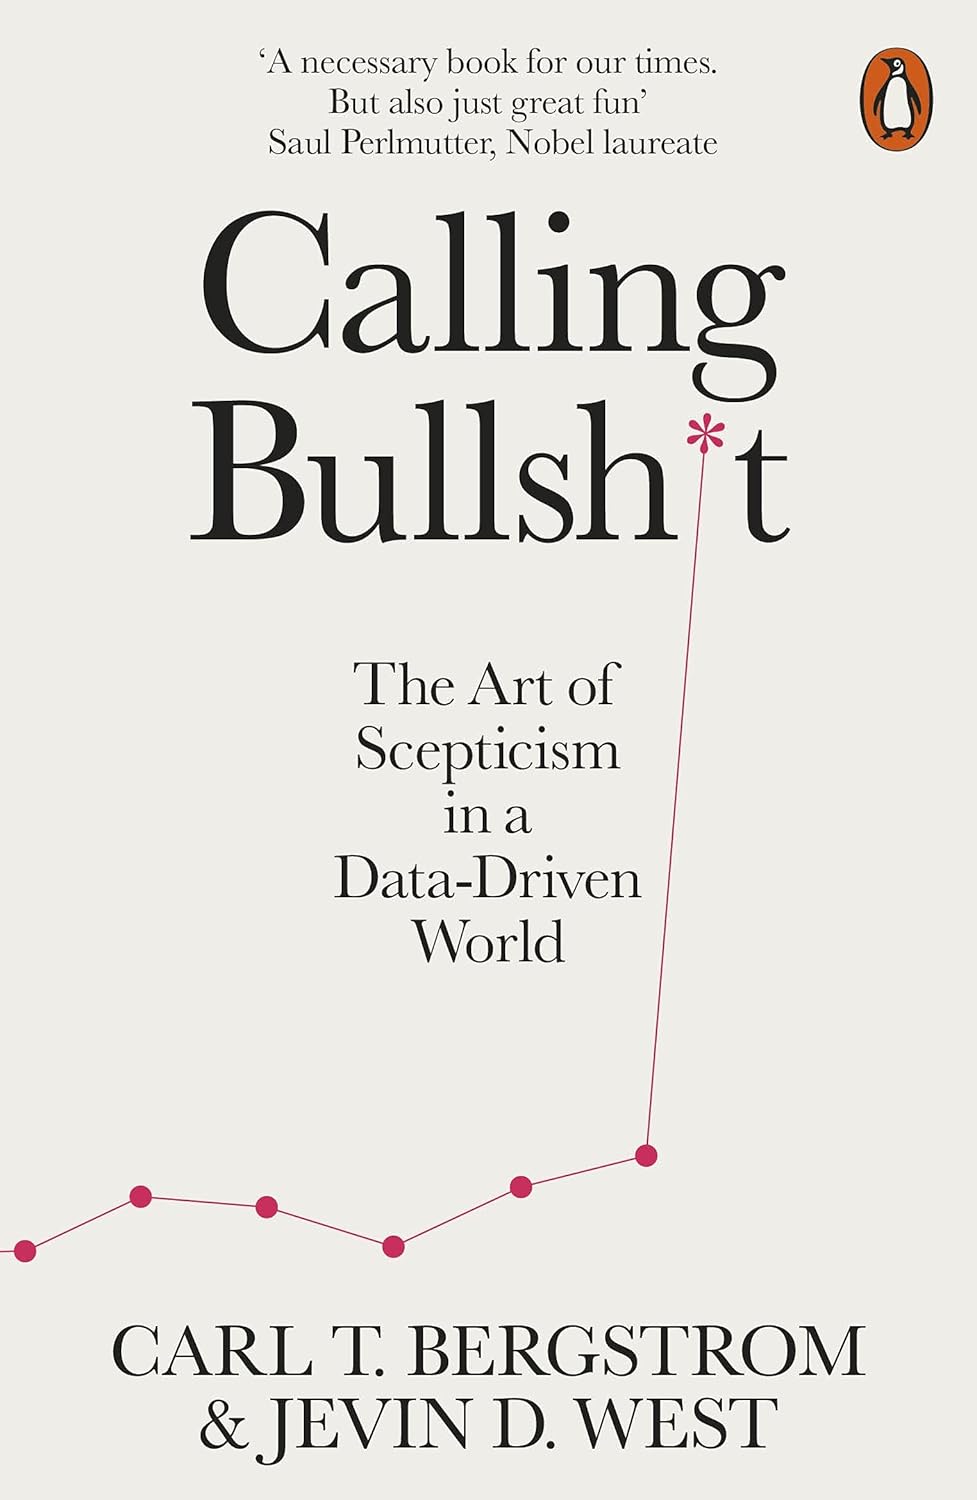 ‘A necessary book for our times.
But also just great fun’
Saul Perlmutter, Nobel laureate
Calling
Bullsh*t
The Art of
Scepticism
in a
Data-Driven
World
CARL T. BERGSTROM
& JEVIN D. WEST